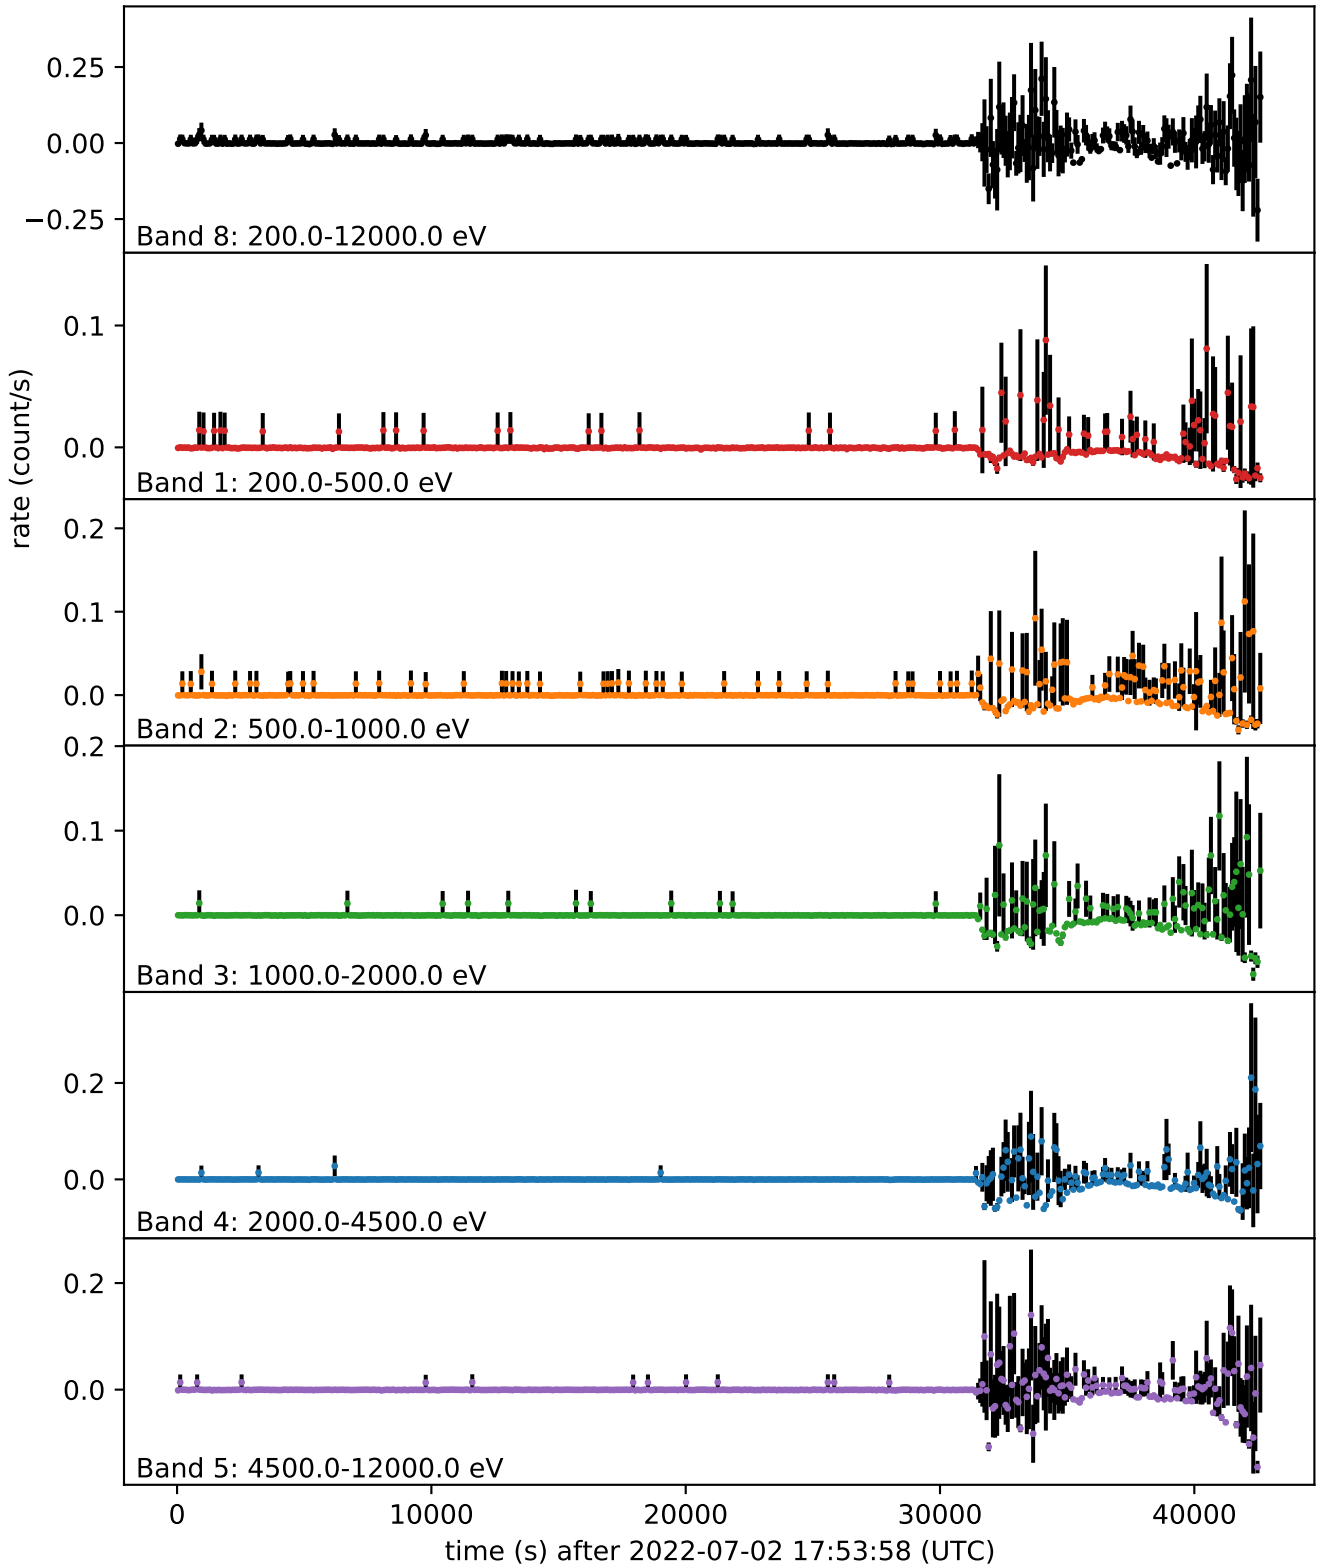 rate (count/s)
0.25
0.00
−0.25
Band 8: 200.0-12000.0 eV
0.1
0.0
Band 1: 200.0-500.0 eV
0.2
0.1
0.0
Band 2: 500.0-1000.0 eV
0.2
0.1
0.0
Band 3: 1000.0-2000.0 eV
0.2
0.0
Band 4: 2000.0-4500.0 eV
0.2
0.0
Band 5: 4500.0-12000.0 eV
0 10000 20000 30000 40000
time (s) after 2022-07-02 17:53:58 (UTC)